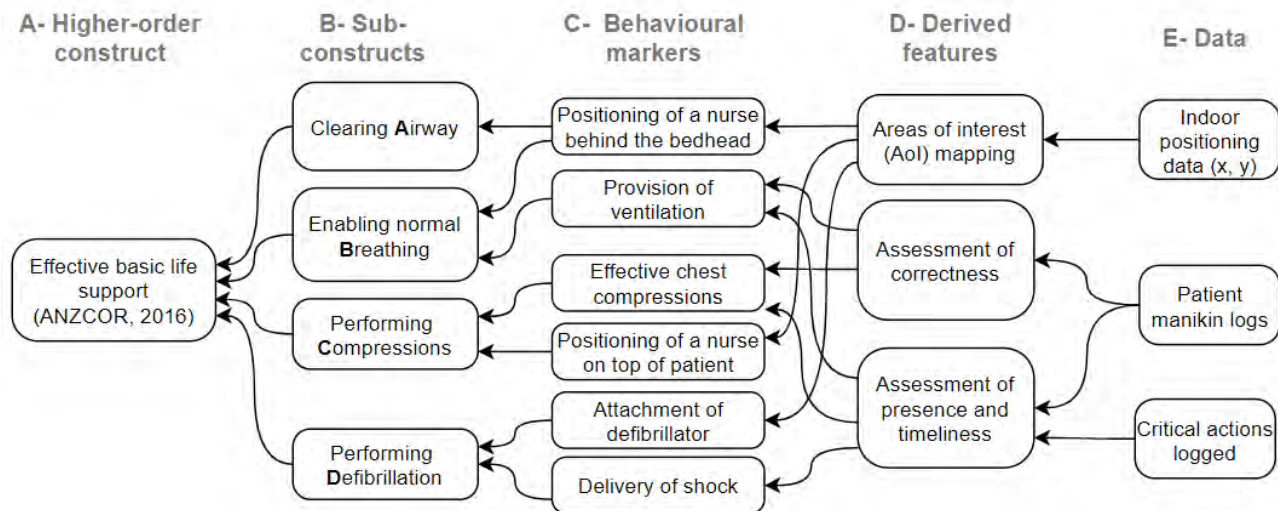 A- Higher-order
construct
B- Sub-
constructs
C- Behavioural
markers
D- Derived
features
E- Data
Effective basic life
support
(ANZCOR, 2016)
Clearing Airway
Enabling normal
Breathing
Performing
Compressions
Performing
Defibrillation
Positioning of a nurse
behind the bedhead
Provision of
ventilation
Effective chest
compressions
Positioning of a nurse
on top of patient
Attachment of
defibrillator
Delivery of shock
Areas of interest
(AoI) mapping
Assessment of
correctness
Assessment of
presence and
timeliness
Indoor
positioning
data (x, y)
Patient
manikin logs
Critical actions
logged